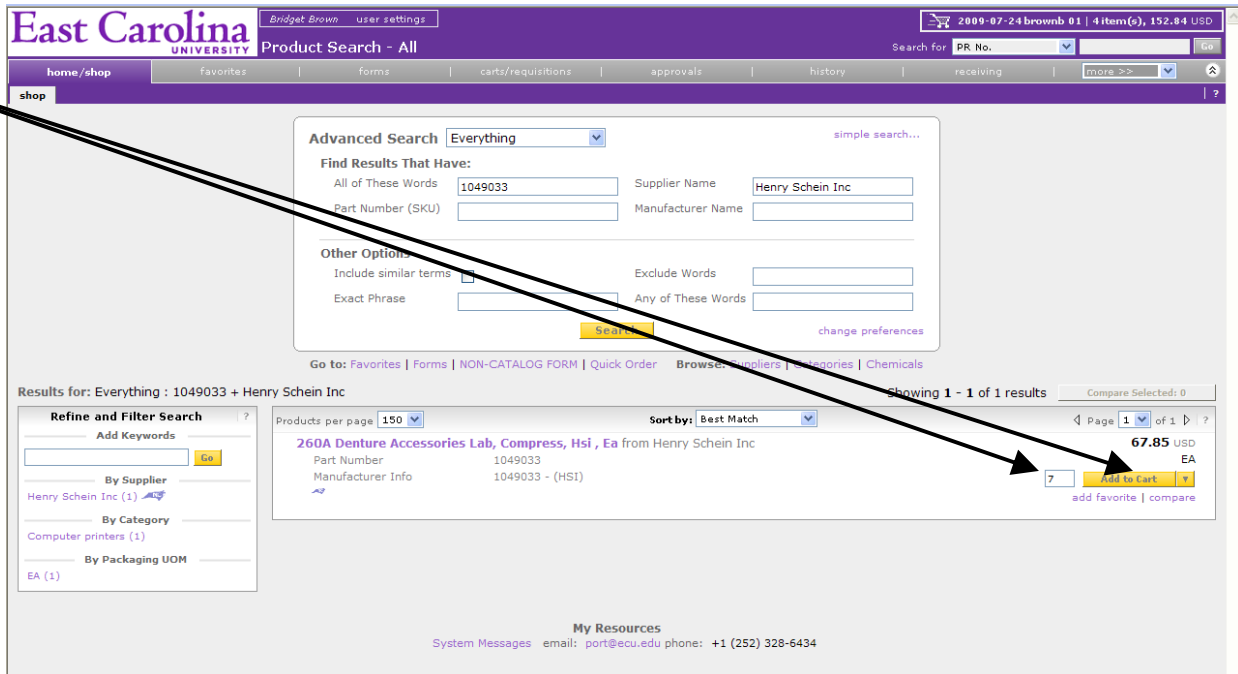 East Carolina
UNIVERSITY
Bridget Brown user settings
2009-07-24 brownb 01 | 4 item(s), 152.84 USD
Product Search - All
Search for PR No. Go
home/shop favorites | forms | carts/requisitions | approvals | history | receiving | more >>
shop | ?
Advanced Search Everything simple search...
Find Results That Have:
All of These Words 1049033 Supplier Name Henry Schein Inc
Part Number (SKU) Manufacturer Name
Other Options
Include similar terms Exclude Words
Exact Phrase Any of These Words
Search change preferences
Go to: Favorites | Forms | NON-CATALOG FORM | Quick Order Browse: Suppliers | Categories | Chemicals
Results for: Everything : 1049033 + Henry Schein Inc Showing 1 - 1 of 1 results Compare Selected: 0
Refine and Filter Search ?
Add Keywords
Go
By Supplier
Henry Schein Inc (1)
By Category
Computer printers (1)
By Packaging UOM
EA (1)
Products per page 150 Sort by: Best Match Page 1 of 1 ?
260A Denture Accessories Lab, Compress, Hsi , Ea from Henry Schein Inc 67.85 USD
Part Number 1049033 EA
Manufacturer Info 1049033 - (HSI) 7 Add to Cart
add favorite | compare
My Resources
System Messages email: port@ecu.edu phone: +1 (252) 328-6434